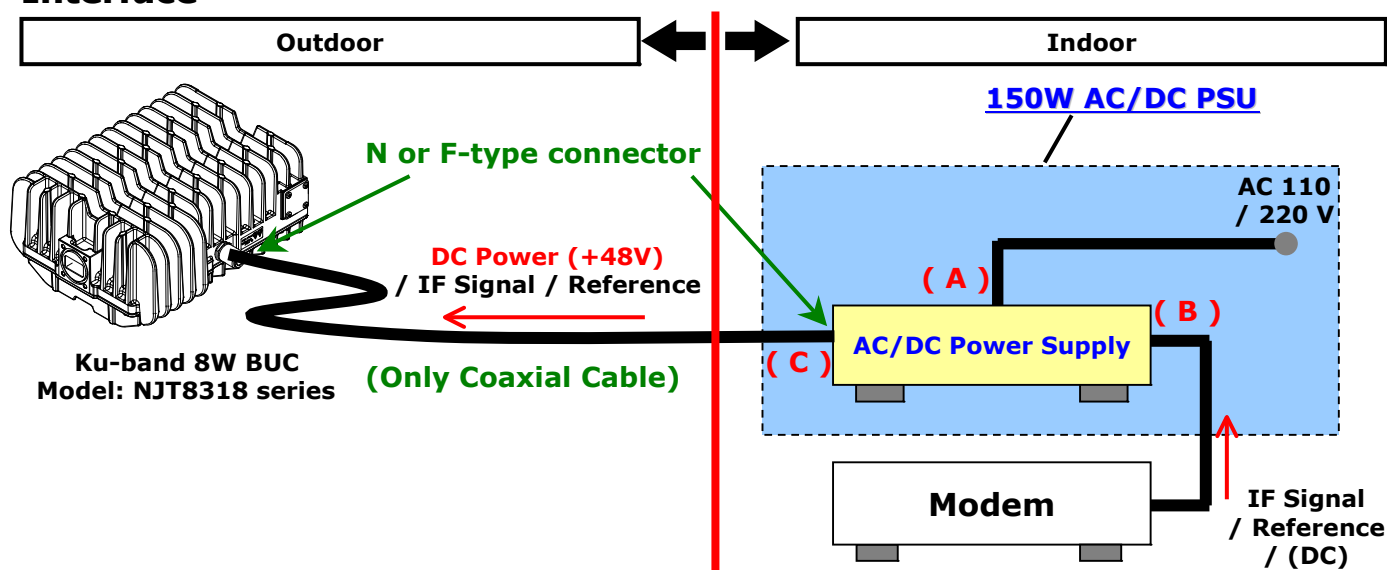 Interface
Outdoor
Indoor
150W AC/DC PSU
N or F-type connector
AC 110
/ 220 V
DC Power (+48V)
/ IF Signal / Reference
( A )
( B )
( C )
AC/DC Power Supply
Ku-band 8W BUC
Model: NJT8318 series
(Only Coaxial Cable)
Modem
IF Signal
/ Reference
/ (DC)